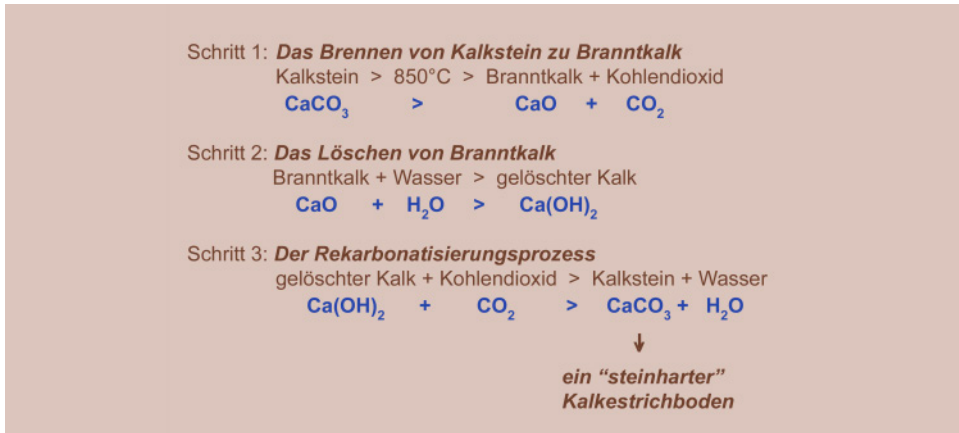 Schritt 1: Das Brennen von Kalkstein zu Branntkalk
Kalkstein > 850°C > Branntkalk + Kohlendioxid
CaCO₃ > CaO + CO₂
Schritt 2: Das Löschen von Branntkalk
Branntkalk + Wasser > gelöschter Kalk
CaO + H₂O > Ca(OH)₂
Schritt 3: Der Rekarbonatisierungsprozess
gelöschter Kalk + Kohlendioxid > Kalkstein + Wasser
Ca(OH)₂ + CO₂ > CaCO₃ + H₂O
↓
ein “steinharter”
Kalkestrichboden